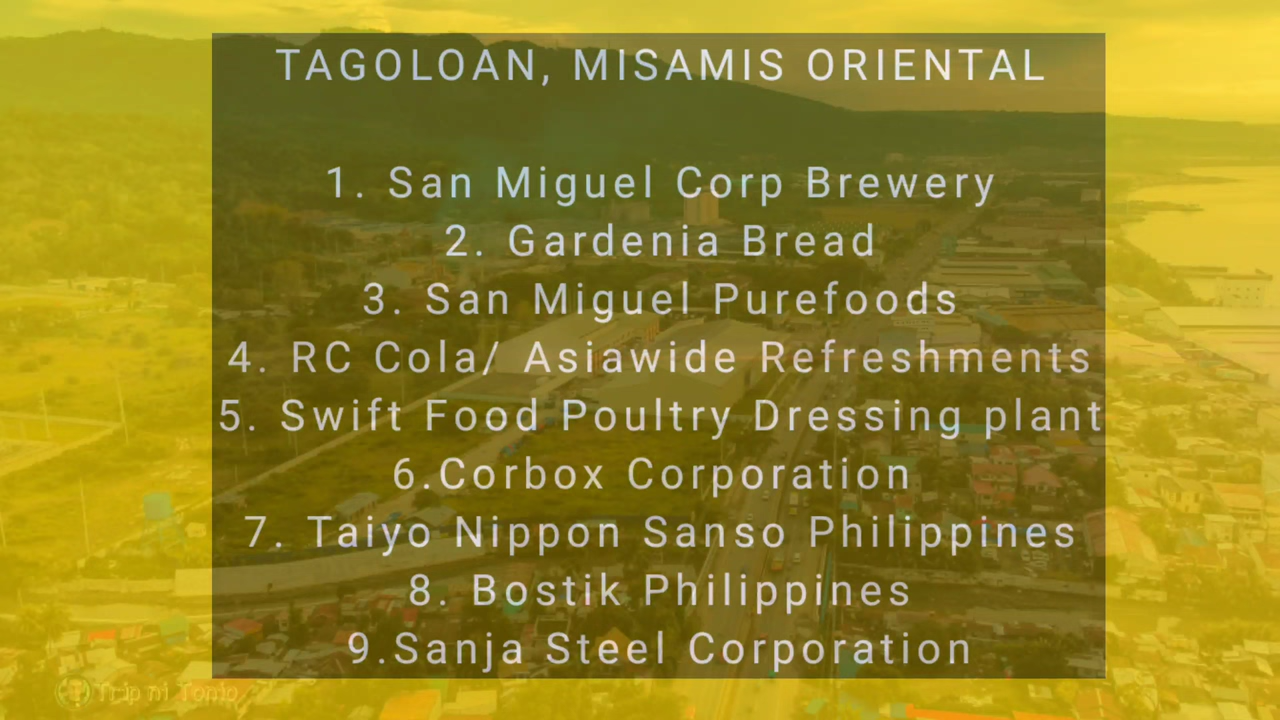 TAGOLOAN, MISAMIS ORIENTAL
1. San Miguel Corp Brewery
2. Gardenia Bread
3. San Miguel Purefoods
4. RC Cola/ Asiawide Refreshments
5. Swift Food Poultry Dressing plant
6.Corbox Corporation
7. Taiyo Nippon Sanso Philippines
8. Bostik Philippines
9.Sanja Steel Corporation
Trip ni Tonio